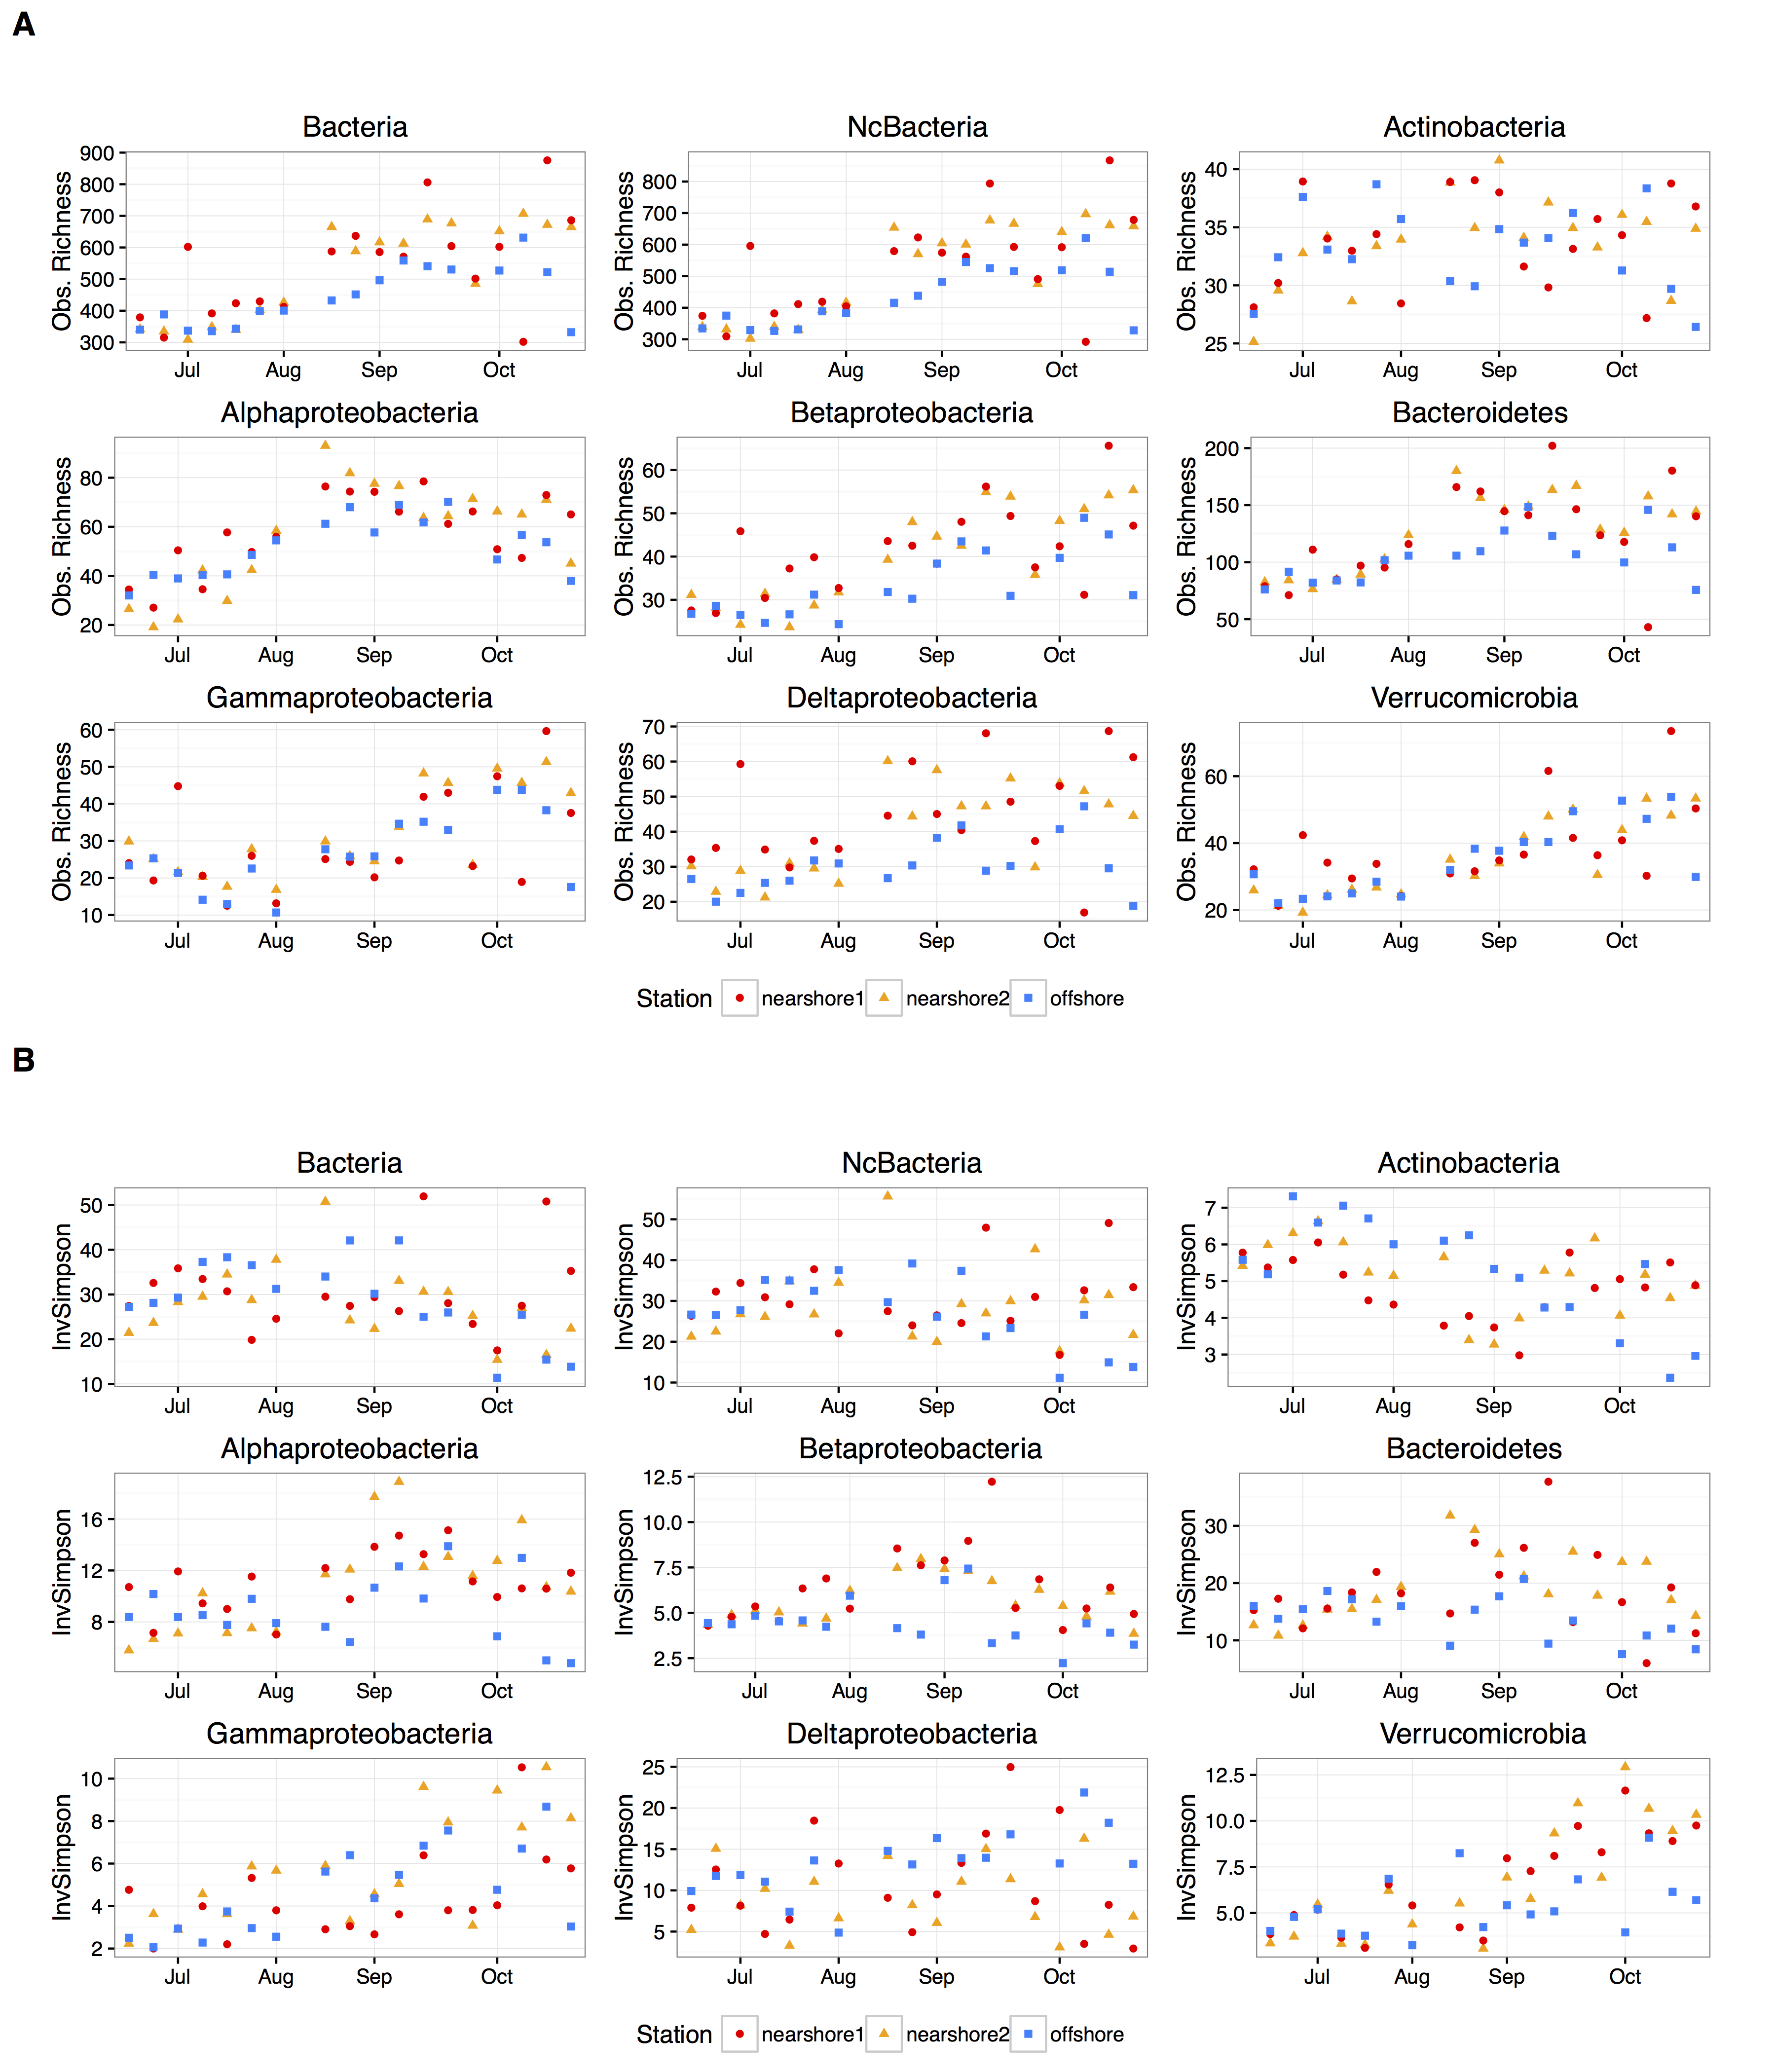 A
Bacteria NcBacteria Actinobacteria
Obs. Richness 900 800 700 600 500 400 300 Jul Aug Sep Oct
Obs. Richness 800 700 600 500 400 300 Jul Aug Sep Oct
Obs. Richness 40 35 30 25 Jul Aug Sep Oct
Alphaproteobacteria Betaproteobacteria Bacteroidetes
Obs. Richness 80 60 40 20 Jul Aug Sep Oct
Obs. Richness 60 50 40 30 Jul Aug Sep Oct
Obs. Richness 200 150 100 50 Jul Aug Sep Oct
Gammaproteobacteria Deltaproteobacteria Verrucomicrobia
Obs. Richness 60 50 40 30 20 10 Jul Aug Sep Oct
Obs. Richness 70 60 50 40 30 20 Jul Aug Sep Oct
Obs. Richness 60 40 20 Jul Aug Sep Oct
Station nearshore1 nearshore2 offshore
B
Bacteria NcBacteria Actinobacteria
InvSimpson 50 40 30 20 10 Jul Aug Sep Oct
InvSimpson 50 40 30 20 10 Jul Aug Sep Oct
InvSimpson 7 6 5 4 3 Jul Aug Sep Oct
Alphaproteobacteria Betaproteobacteria Bacteroidetes
InvSimpson 16 12 8 Jul Aug Sep Oct
InvSimpson 12.5 10.0 7.5 5.0 2.5 Jul Aug Sep Oct
InvSimpson 30 20 10 Jul Aug Sep Oct
Gammaproteobacteria Deltaproteobacteria Verrucomicrobia
InvSimpson 10 8 6 4 2 Jul Aug Sep Oct
InvSimpson 25 20 15 10 5 Jul Aug Sep Oct
InvSimpson 12.5 10.0 7.5 5.0 Jul Aug Sep Oct
Station nearshore1 nearshore2 offshore